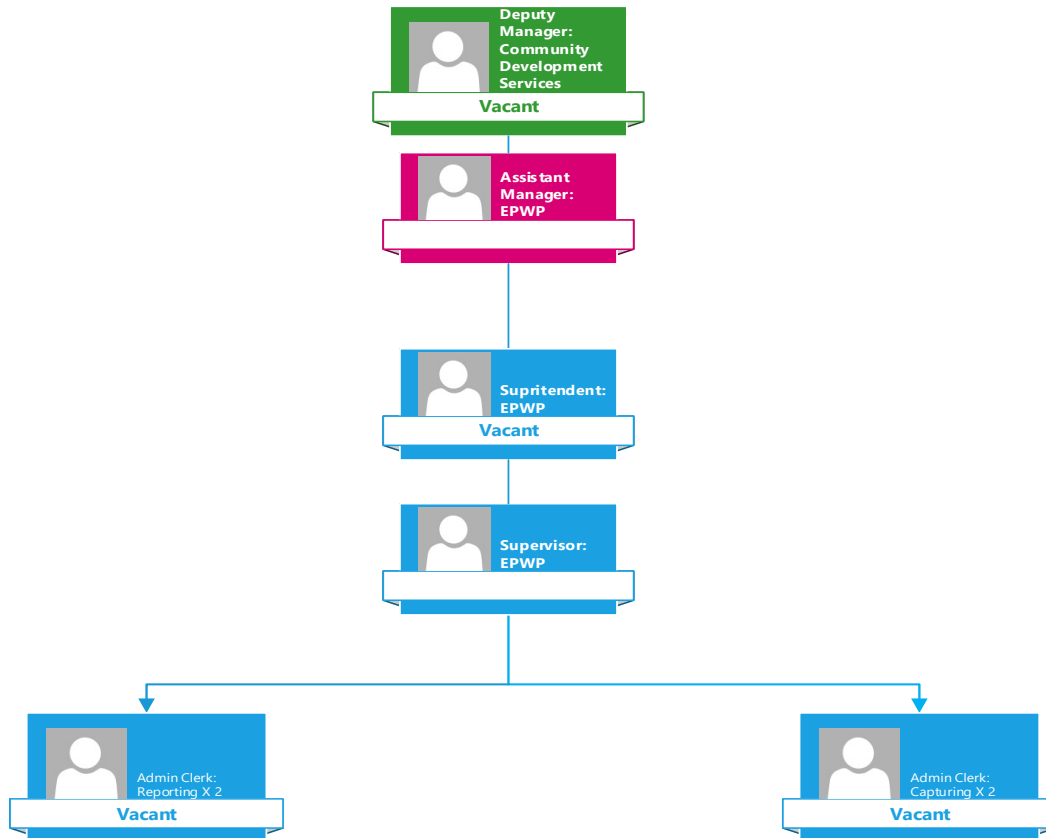 Deputy
Manager:
Community
Development
Services
Vacant
Assistant
Manager:
EPWP
Supritendent:
EPWP
Vacant
Supervisor:
EPWP
Admin Clerk:
Reporting X 2
Vacant
Admin Clerk:
Capturing X 2
Vacant